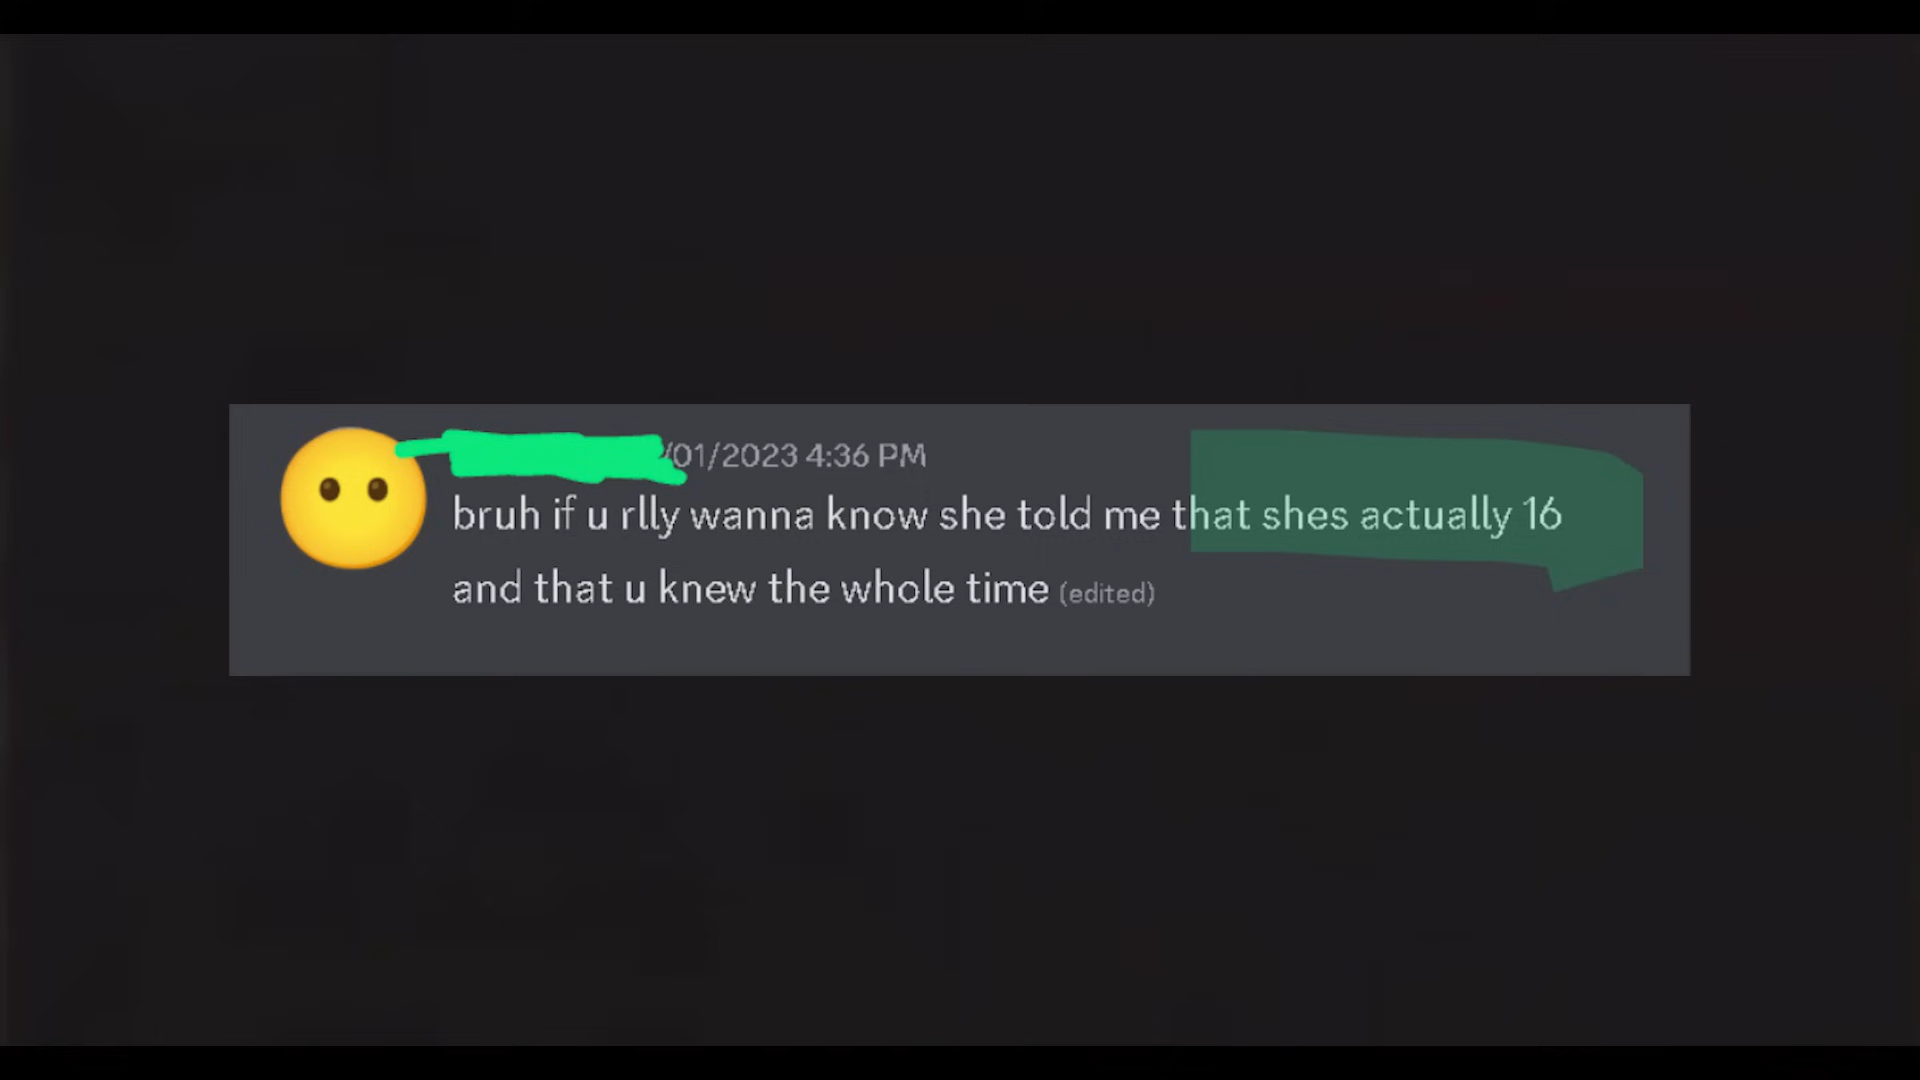 /01/2023 4:36 PM
bruh if u rlly wanna know she told me that shes actually 16
and that u knew the whole time (edited)